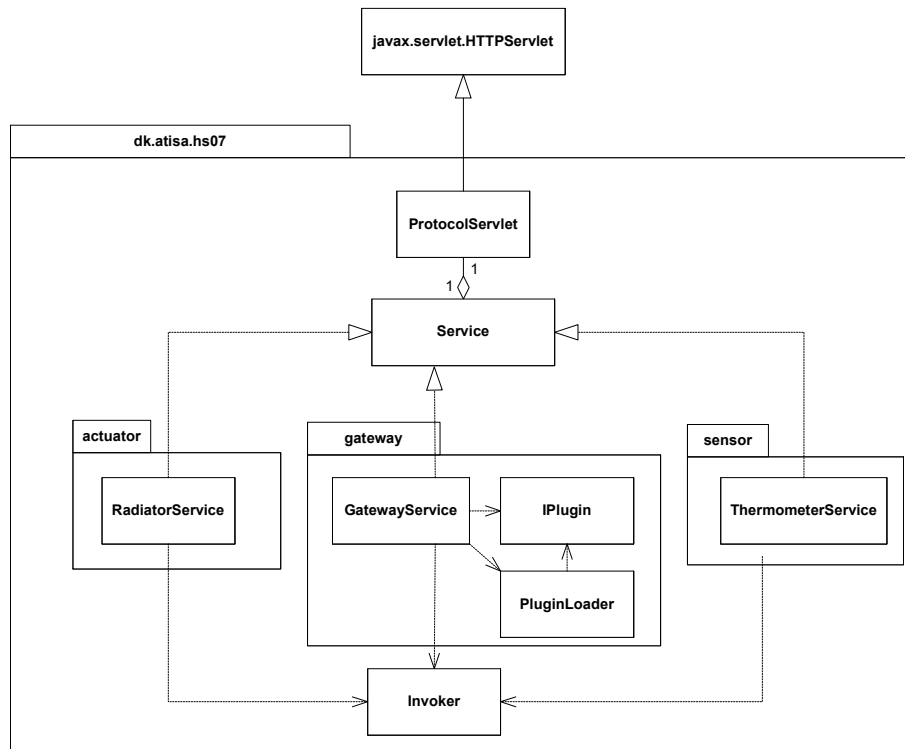 javax.servlet.HTTPServlet
dk.atisa.hs07
ProtocolServlet
1
1
Service
actuator
gateway
sensor
RadiatorService
GatewayService
IPlugin
ThermometerService
PluginLoader
Invoker